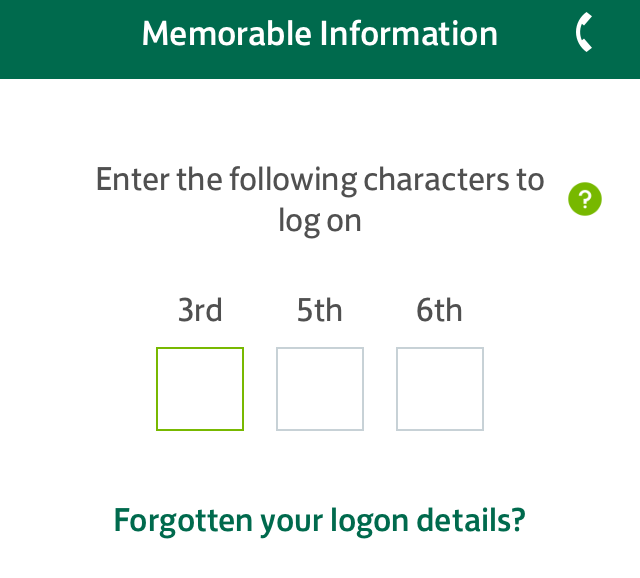 Memorable Information
Enter the following characters to
log on
?
3rd 5th 6th
Forgotten your logon details?